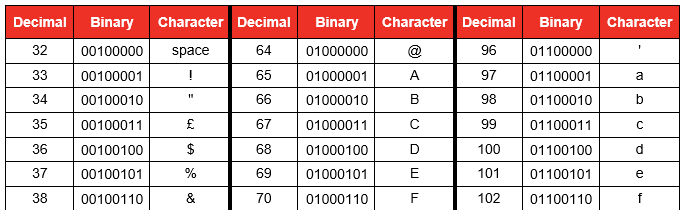 Decimal Binary Character Decimal Binary Character Decimal Binary Character
32 00100000 space 64 01000000 @ 96 01100000 '
33 00100001 ! 65 01000001 A 97 01100001 a
34 00100010 " 66 01000010 B 98 01100010 b
35 00100011 £ 67 01000011 C 99 01100011 c
36 00100100 $ 68 01000100 D 100 01100100 d
37 00100101 % 69 01000101 E 101 01100101 e
38 00100110 & 70 01000110 F 102 01100110 f